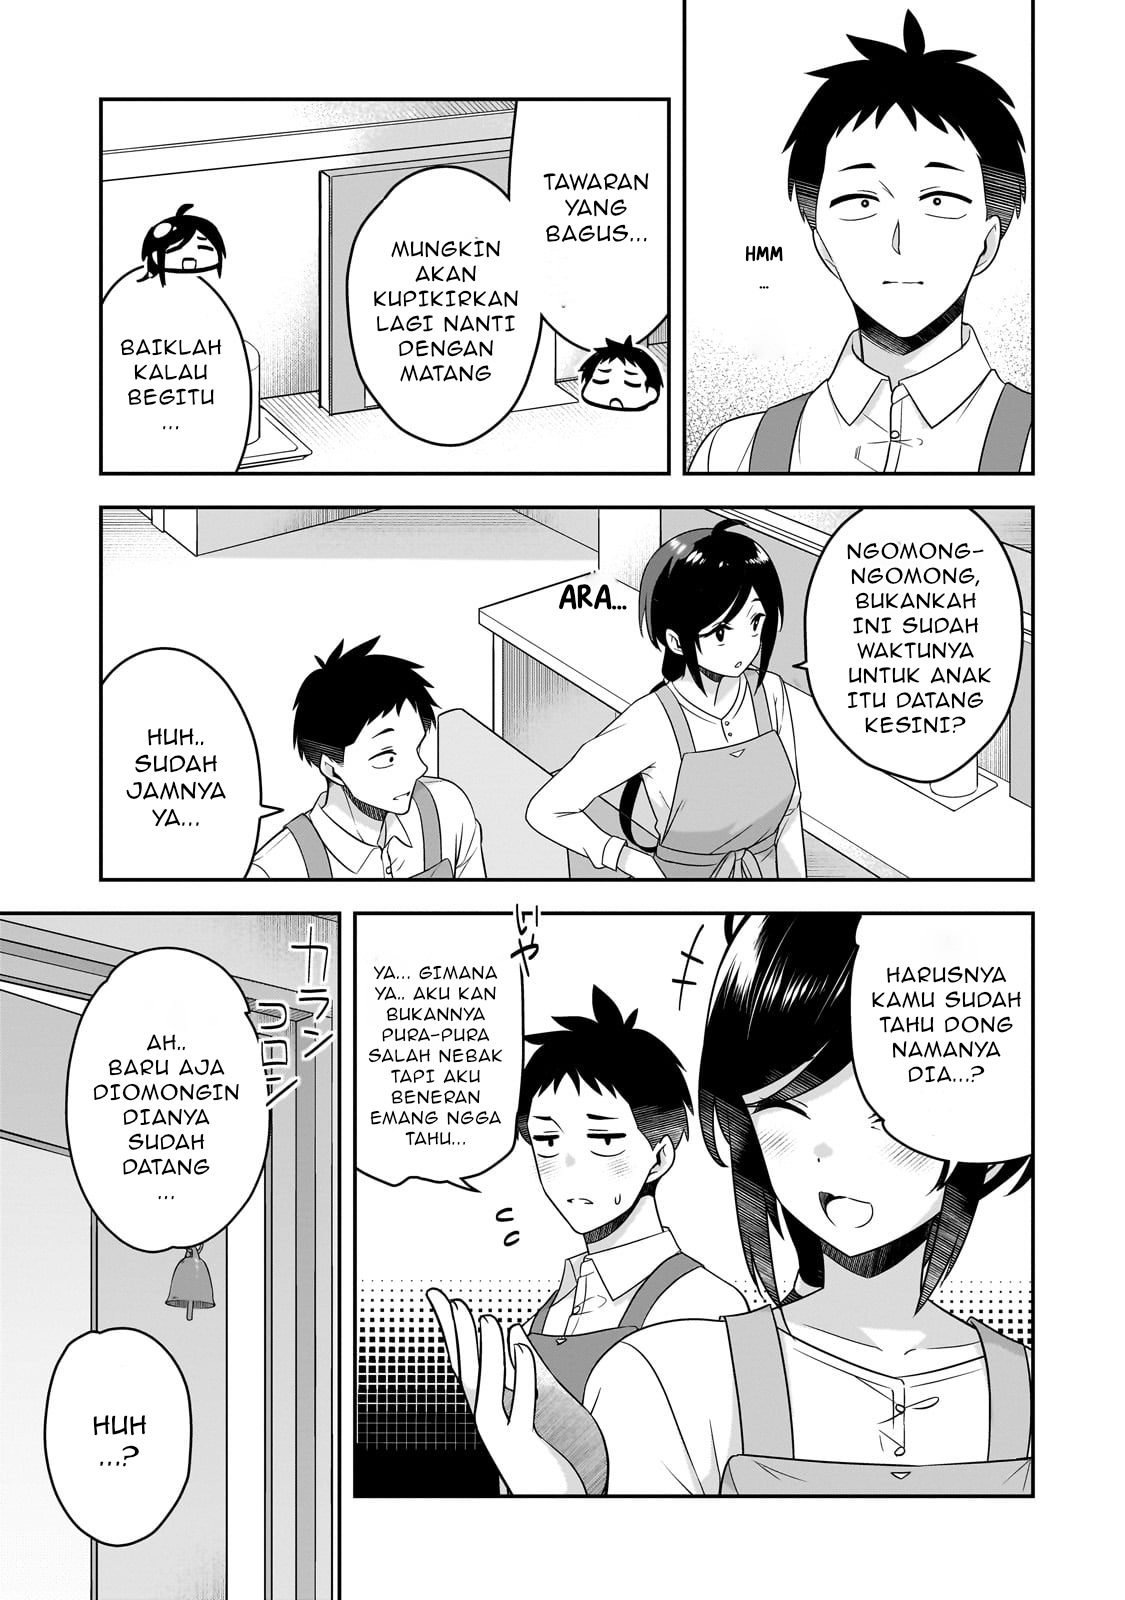 HMM
...
TAWARAN
YANG
BAGUS...
MUNGKIN
AKAN
KUPIKIRKAN
LAGI NANTI
DENGAN
MATANG
BAIKLAH
KALAU
BEGITU
...
NGOMONG-
NGOMONG,
BUKANKAH
INI SUDAH
WAKTUNYA
UNTUK ANAK
ITU DATANG
KESINI?
ARA...
HUH..
SUDAH
JAMNYA
YA...
HARUSNYA
KAMU SUDAH
TAHU DONG
NAMANYA
DIA...?
いや
YA... GIMANA
YA.. AKU KAN
BUKANNYA
PURA-PURA
SALAH NEBAK
TAPI AKU
BENERAN
EMANG NGGA
TAHU...
カラン
コロン
AH..
BARU AJA
DIOMONGIN
DIANYA
SUDAH
DATANG
...
HUH
...?